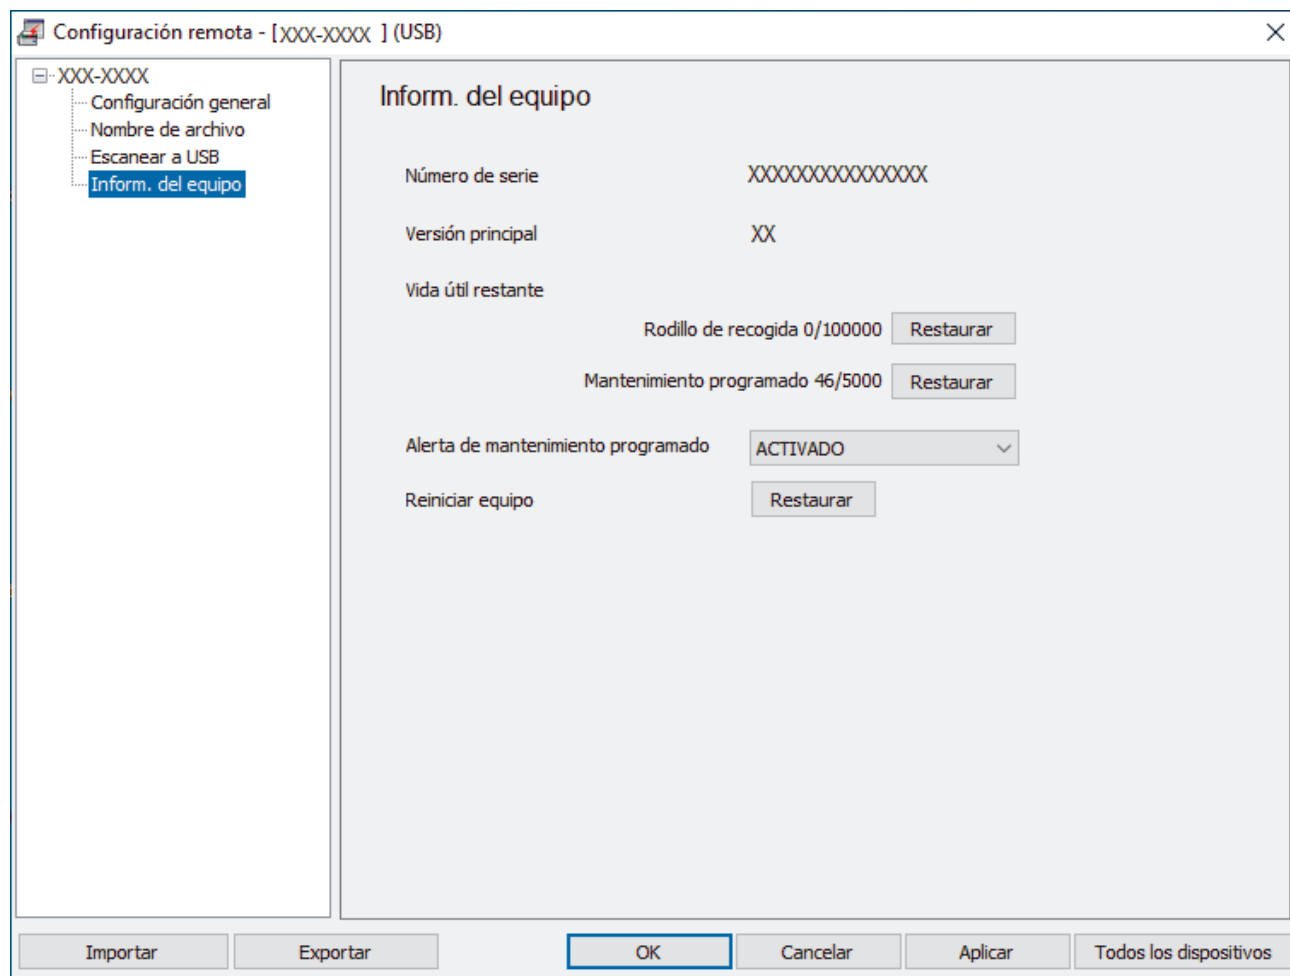 Configuración remota - [ XXX-XXXX ] (USB)
XXX-XXXX
Configuración general
Nombre de archivo
Escanear a USB
Inform. del equipo
Inform. del equipo
Número de serie XXXXXXXXXXXXXXX
Versión principal XX
Vida útil restante
Rodillo de recogida 0/100000 Restaurar
Mantenimiento programado 46/5000 Restaurar
Alerta de mantenimiento programado ACTIVADO
Reiniciar equipo Restaurar
Importar Exportar OK Cancelar Aplicar Todos los dispositivos